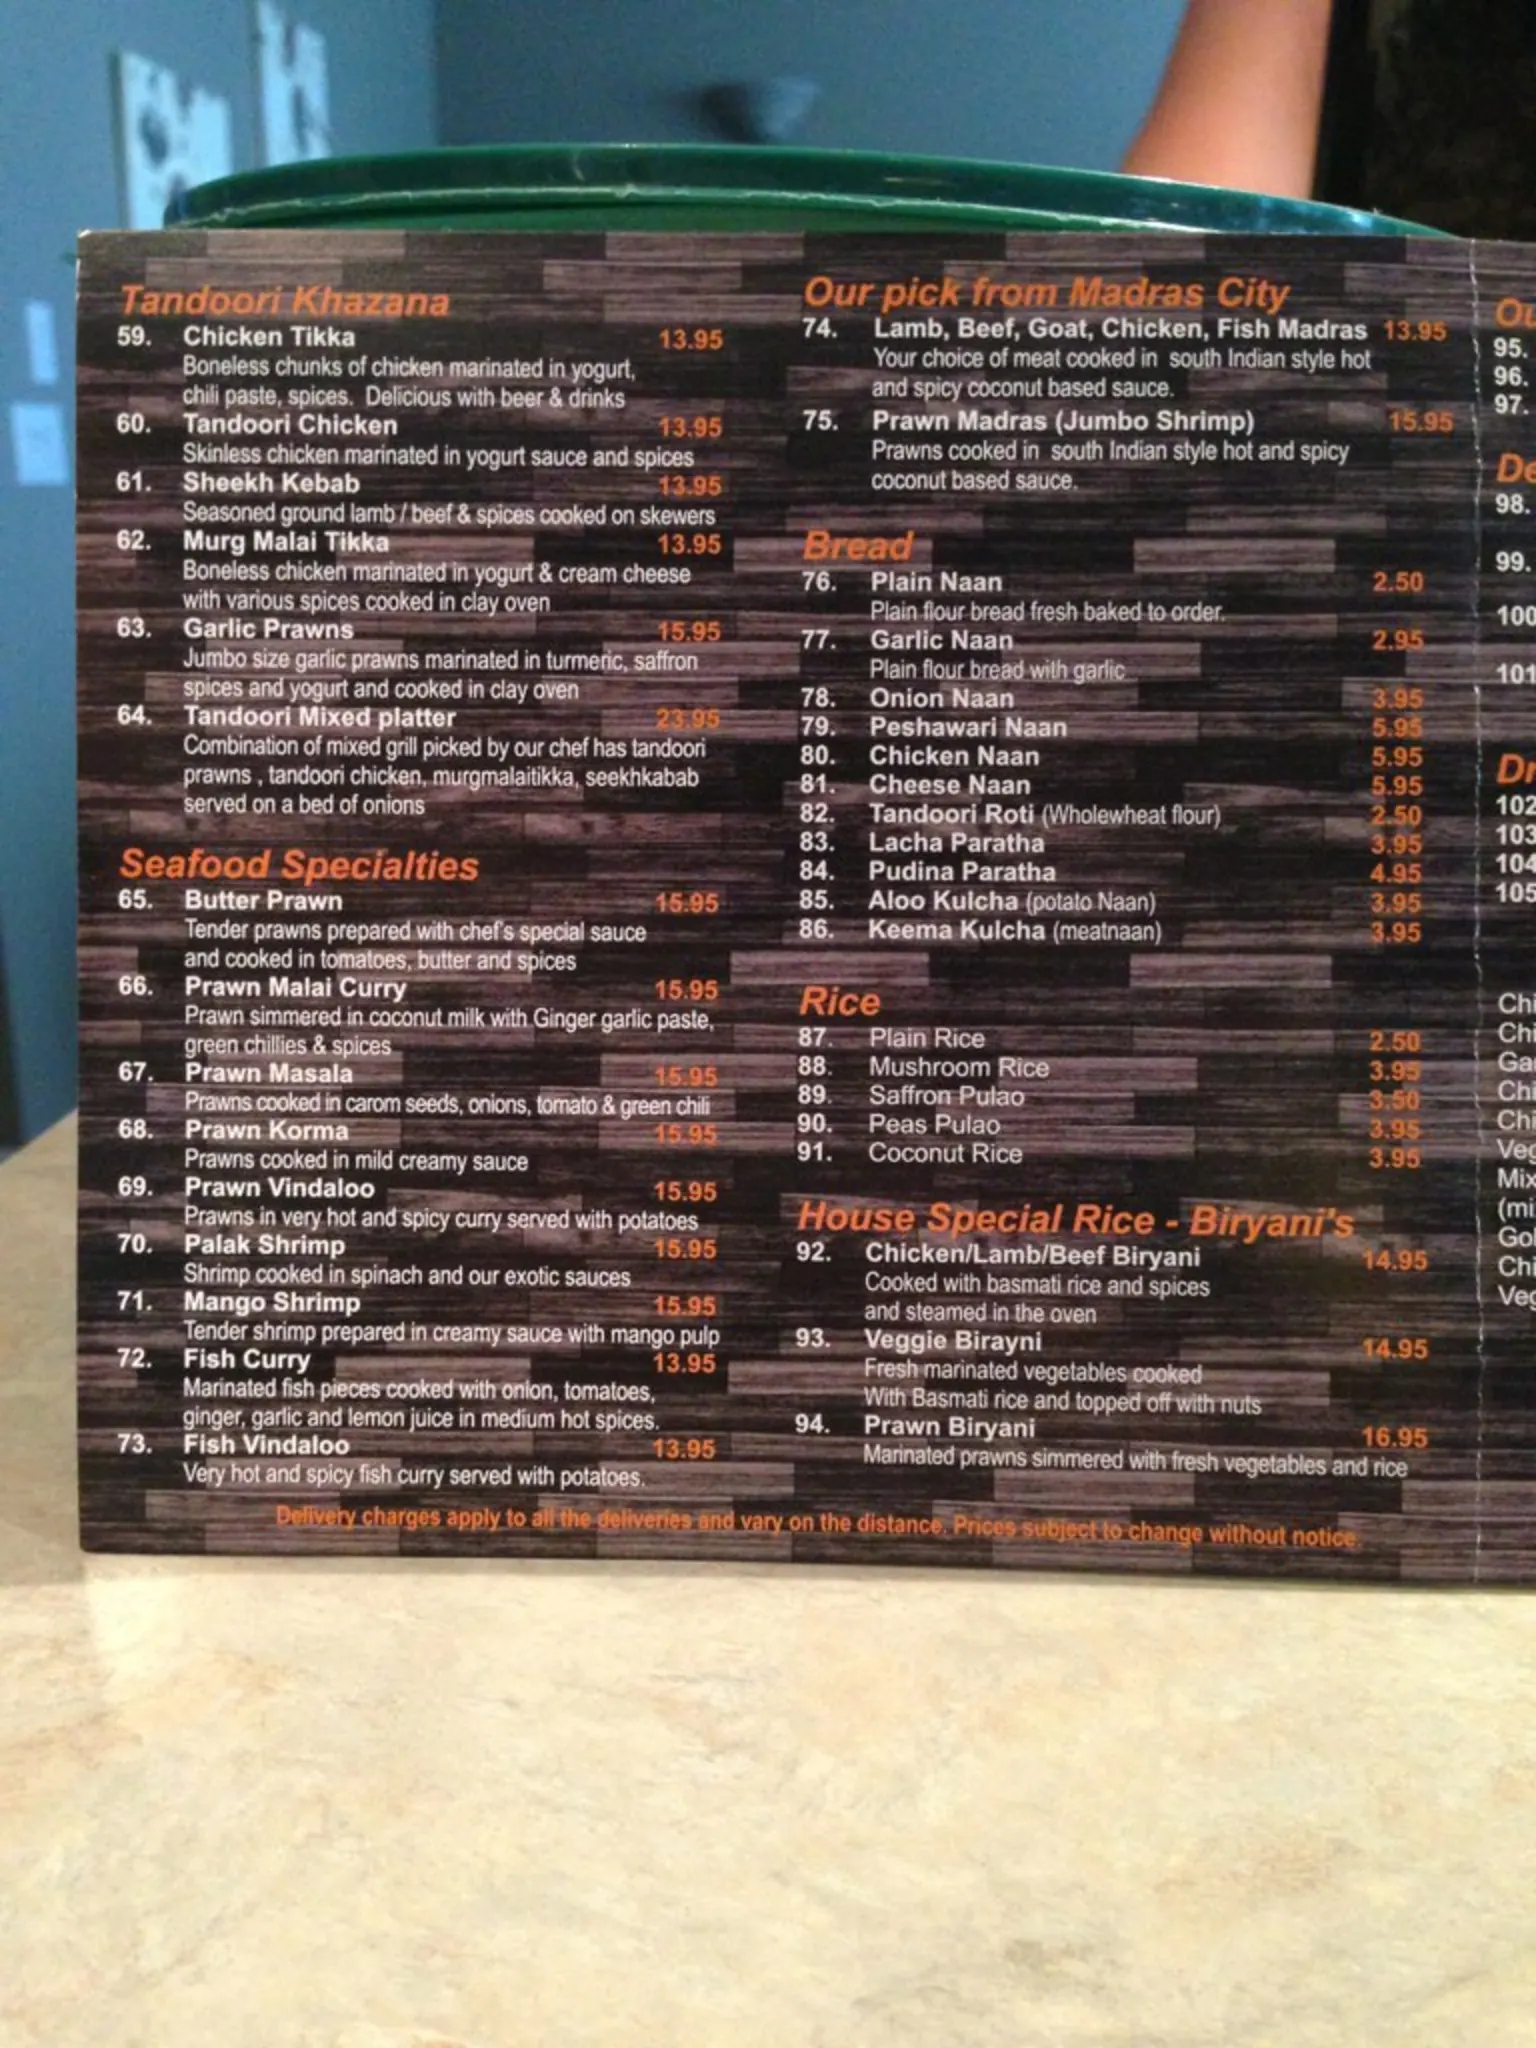 Tandoori Khazana
59. Chicken Tikka 13.95
Boneless chunks of chicken marinated in yogurt,
chili paste, spices. Delicious with beer & drinks
60. Tandoori Chicken 13.95
Skinless chicken marinated in yogurt sauce and spices
61. Sheekh Kebab 13.95
Seasoned ground lamb / beef & spices cooked on skewers
62. Murg Malai Tikka 13.95
Boneless chicken marinated in yogurt & cream cheese
with various spices cooked in clay oven
63. Garlic Prawns 15.95
Jumbo size garlic prawns marinated in turmeric, saffron
spices and yogurt and cooked in clay oven
64. Tandoori Mixed platter 23.95
Combination of mixed grill picked by our chef has tandoori
prawns , tandoori chicken, murgmalaitikka, seekhkabab
served on a bed of onions
Seafood Specialties
65. Butter Prawn 15.95
Tender prawns prepared with chef's special sauce
and cooked in tomatoes, butter and spices
66. Prawn Malai Curry 15.95
Prawn simmered in coconut milk with Ginger garlic paste,
green chillies & spices
67. Prawn Masala 15.95
Prawns cooked in carom seeds, onions, tomato & green chili
68. Prawn Korma 15.95
Prawns cooked in mild creamy sauce
69. Prawn Vindaloo 15.95
Prawns in very hot and spicy curry served with potatoes
70. Palak Shrimp 15.95
Shrimp cooked in spinach and our exotic sauces
71. Mango Shrimp 15.95
Tender shrimp prepared in creamy sauce with mango pulp
72. Fish Curry 13.95
Marinated fish pieces cooked with onion, tomatoes,
ginger, garlic and lemon juice in medium hot spices.
73. Fish Vindaloo 13.95
Very hot and spicy fish curry served with potatoes.
Our pick from Madras City
74. Lamb, Beef, Goat, Chicken, Fish Madras 13.95
Your choice of meat cooked in south Indian style hot
and spicy coconut based sauce.
75. Prawn Madras (Jumbo Shrimp) 15.95
Prawns cooked in south Indian style hot and spicy
coconut based sauce.
Bread
76. Plain Naan 2.50
Plain flour bread fresh baked to order.
77. Garlic Naan 2.95
Plain flour bread with garlic
78. Onion Naan 3.95
79. Peshawari Naan 5.95
80. Chicken Naan 5.95
81. Cheese Naan 5.95
82. Tandoori Roti (Wholewheat flour) 2.50
83. Lacha Paratha 3.95
84. Pudina Paratha 4.95
85. Aloo Kulcha (potato Naan) 3.95
86. Keema Kulcha (meatnaan) 3.95
Rice
87. Plain Rice 2.50
88. Mushroom Rice 3.95
89. Saffron Pulao 3.50
90. Peas Pulao 3.95
91. Coconut Rice 3.95
House Special Rice - Biryani's
92. Chicken/Lamb/Beef Biryani 14.95
Cooked with basmati rice and spices
and steamed in the oven
93. Veggie Birayni 14.95
Fresh marinated vegetables cooked
With Basmati rice and topped off with nuts
94. Prawn Biryani 16.95
Marinated prawns simmered with fresh vegetables and rice
Delivery charges apply to all the deliveries and vary on the distance. Prices subject to change without notice.
95.
96.
97.
98.
99.
100
101
102
103
104
105